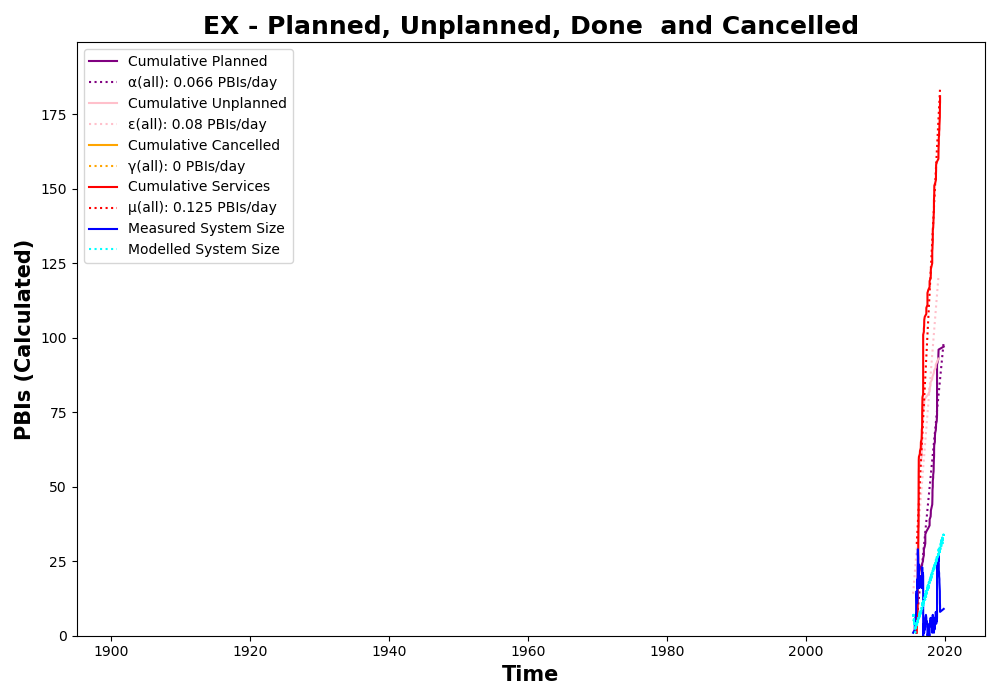 EX - Planned, Unplanned, Done  and Cancelled
Cumulative Planned
α(all): 0.066 PBIs/day
Cumulative Unplanned
ε(all): 0.08 PBIs/day
Cumulative Cancelled
γ(all): 0 PBIs/day
Cumulative Services
μ(all): 0.125 PBIs/day
Measured System Size
Modelled System Size
PBIs (Calculated)
175
150
125
100
75
50
25
0
1900
1920
1940
1960
1980
2000
2020
Time